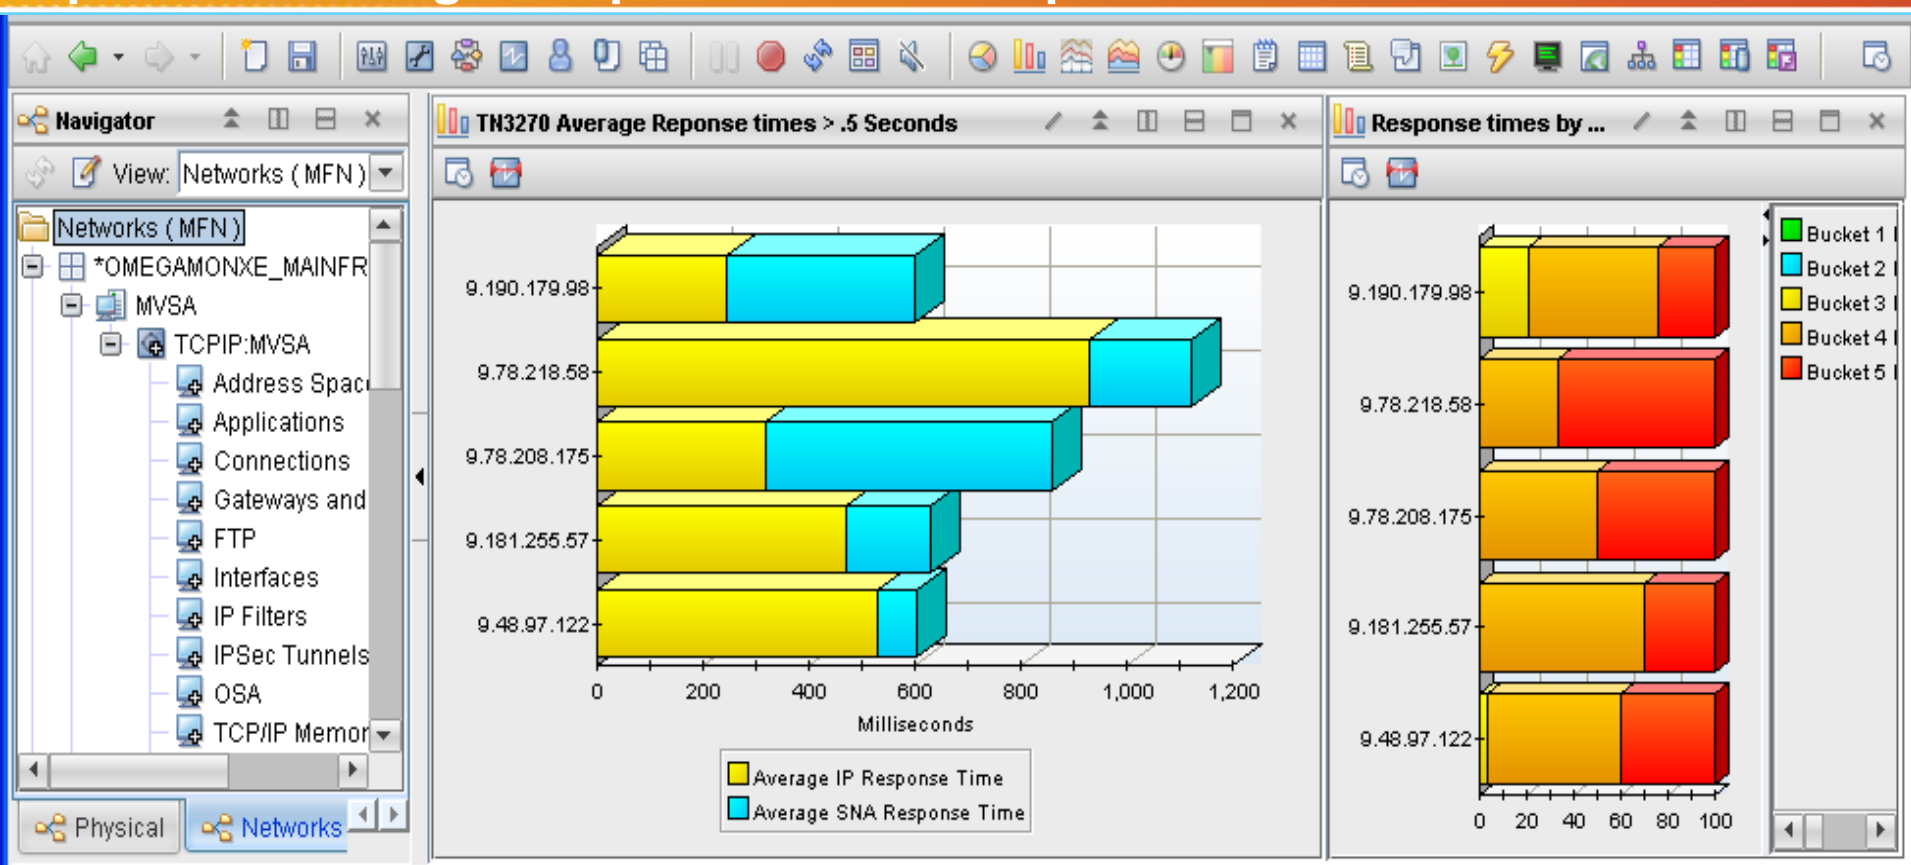 Navigator
View: Networks ( MFN )
Networks ( MFN )
*OMEGAMONXE_MAINFR
MVSA
TCPIP:MVSA
Address Spac
Applications
Connections
Gateways and
FTP
Interfaces
IP Filters
IPSec Tunnels
OSA
TCP/IP Memor
Physical
Networks
TN3270 Average Reponse times > .5 Seconds
9.190.179.98
9.78.218.58
9.78.208.175
9.181.255.57
9.48.97.122
0 200 400 600 800 1,000 1,200
Milliseconds
Average IP Response Time
Average SNA Response Time
Response times by ...
9.190.179.98
9.78.218.58
9.78.208.175
9.181.255.57
9.48.97.122
0 20 40 60 80 100
Bucket 1
Bucket 2
Bucket 3
Bucket 4
Bucket 5